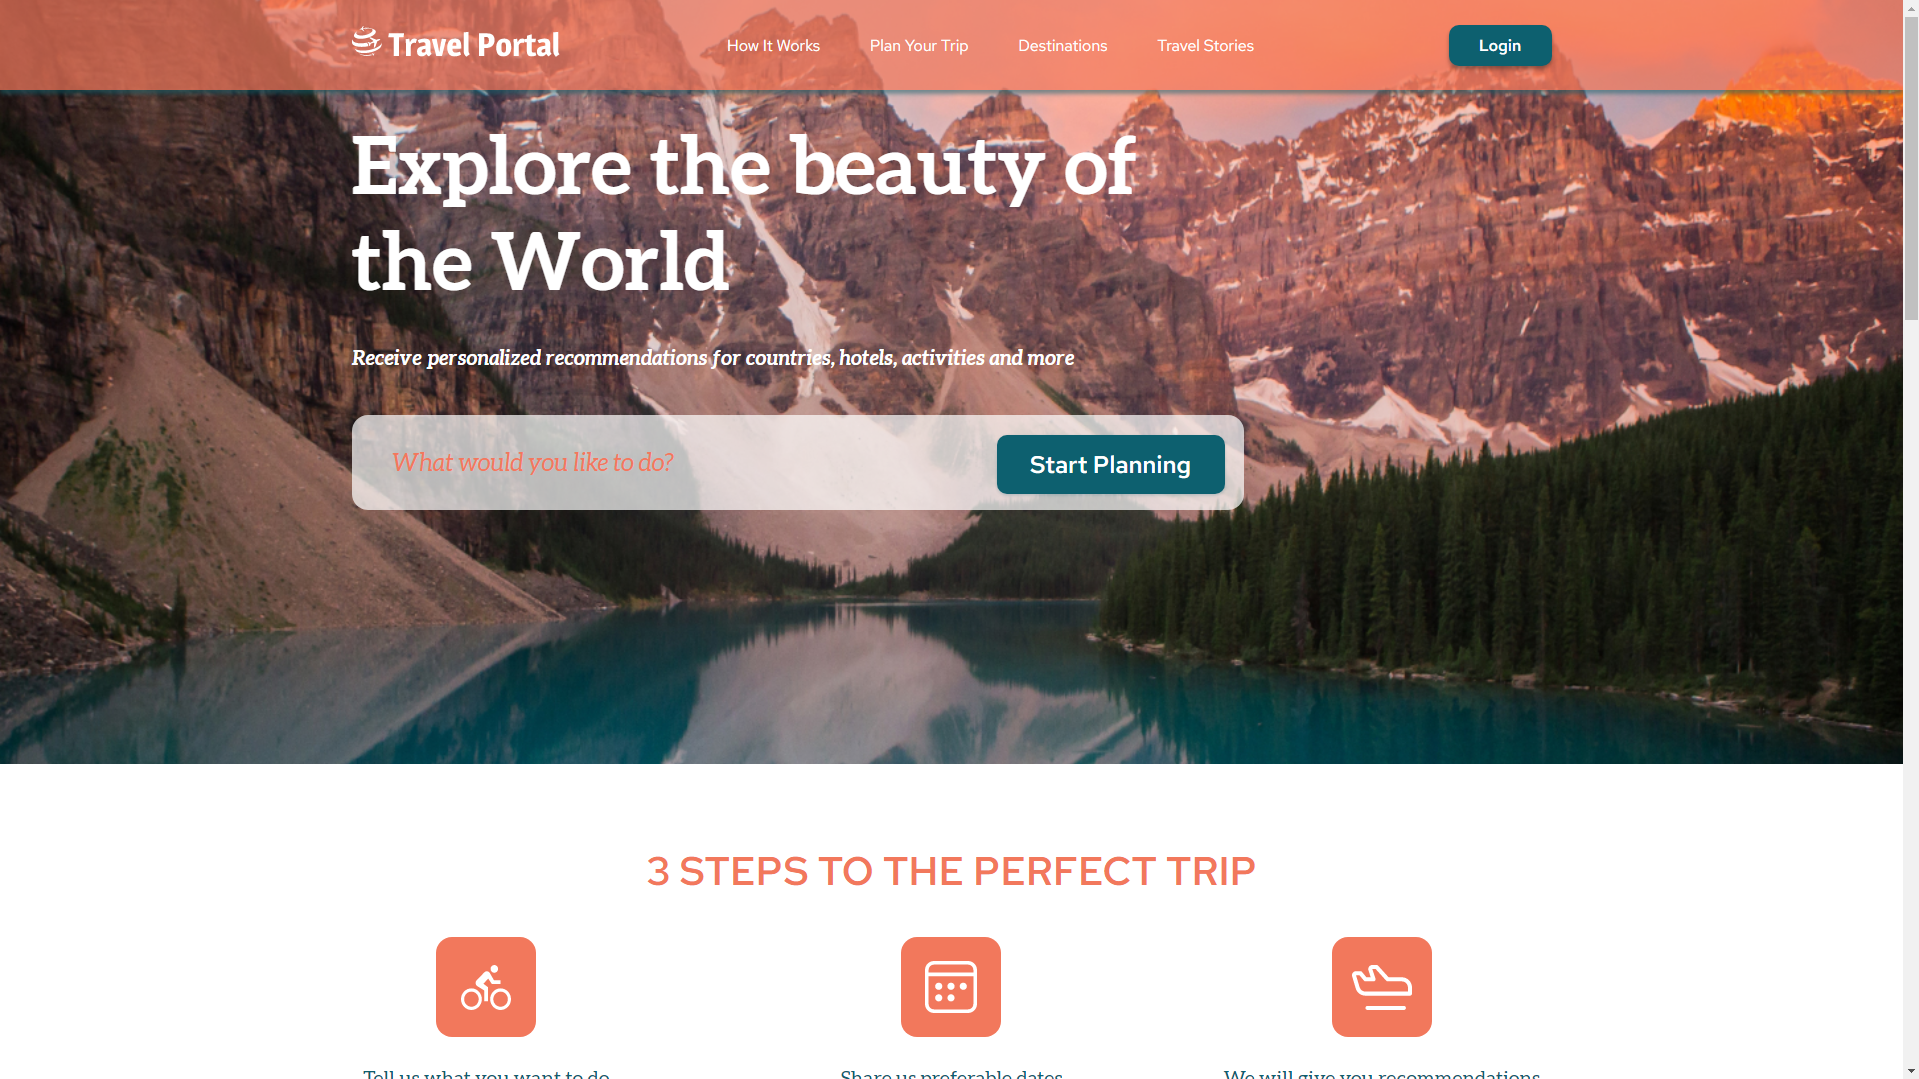 Travel Portal
How It Works
Plan Your Trip
Destinations
Travel Stories
Login
Explore the beauty of
the World
Receive personalized recommendations for countries, hotels, activities and more
What would you like to do?
Start Planning
3 STEPS TO THE PERFECT TRIP
Tell us what you want to do
Share us preferable dates
We will give you recommendations